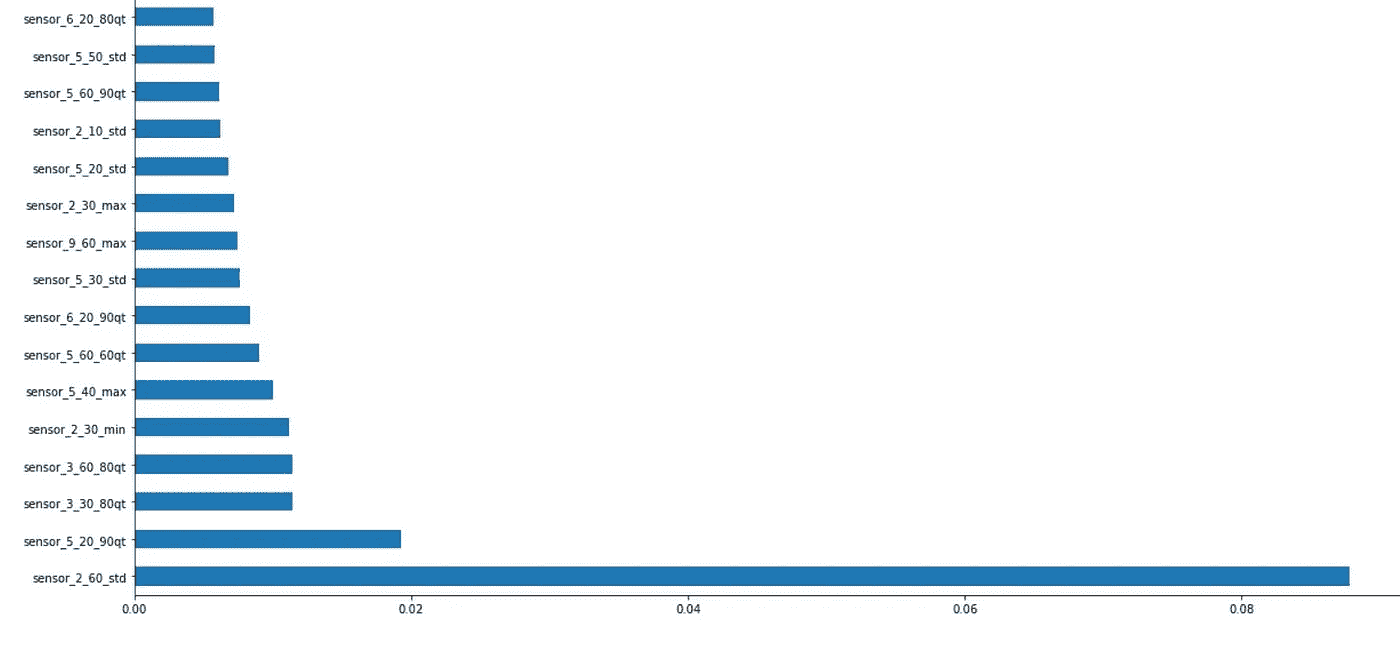 sensor_6_20_80qt
sensor_5_50_std
sensor_5_60_90qt
sensor_2_10_std
sensor_5_20_std
sensor_2_30_max
sensor_9_60_max
sensor_5_30_std
sensor_6_20_90qt
sensor_5_60_60qt
sensor_5_40_max
sensor_2_30_min
sensor_3_60_80qt
sensor_3_30_80qt
sensor_5_20_90qt
sensor_2_60_std
0.00 0.02 0.04 0.06 0.08